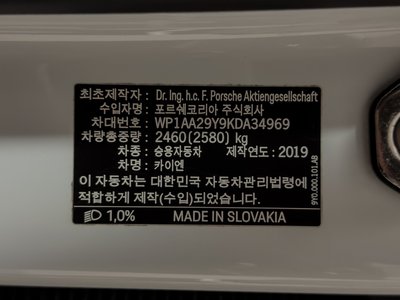 최초제작자 : Dr. Ing. h.c. F. Porsche Aktiengesellschaft
수입자명 : 포르쉐코리아 주식회사
차대번호 : WP1AA29Y9KDA34969
차량총중량 : 2460(2580) kg
차종 : 승용자동차 제작연도 : 2019
차명 : 카이엔
이 자동차는 대한민국 자동차관리법령에
적합하게 제작(수입)되었습니다.
1,0% MADE IN SLOVAKIA
9Y0.000.101.AB